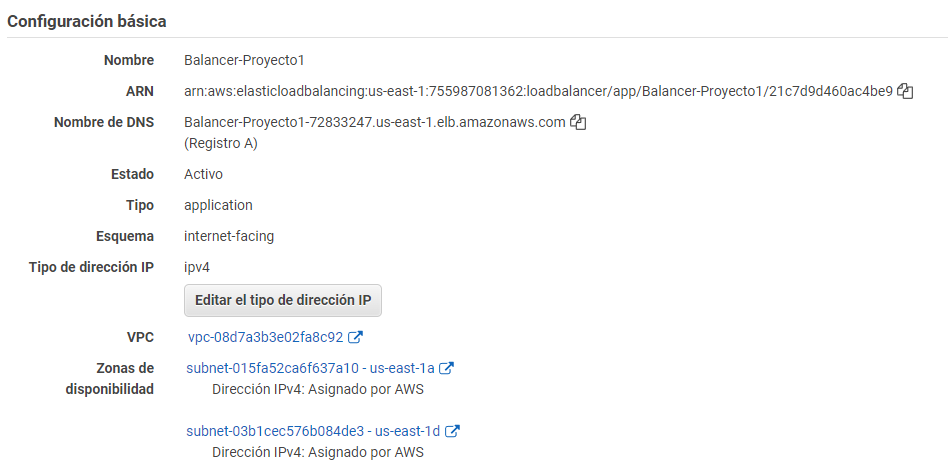 Configuración básica
Nombre Balancer-Proyecto1
ARN arn:aws:elasticloadbalancing:us-east-1:755987081362:loadbalancer/app/Balancer-Proyecto1/21c7d9d460ac4be9
Nombre de DNS Balancer-Proyecto1-72833247.us-east-1.elb.amazonaws.com
(Registro A)
Estado Activo
Tipo application
Esquema internet-facing
Tipo de dirección IP ipv4
Editar el tipo de dirección IP
VPC vpc-08d7a3b3e02fa8c92
Zonas de subnet-015fa52ca6f637a10 - us-east-1a
disponibilidad Dirección IPv4: Asignado por AWS
subnet-03b1cec576b084de3 - us-east-1d
Dirección IPv4: Asignado por AWS